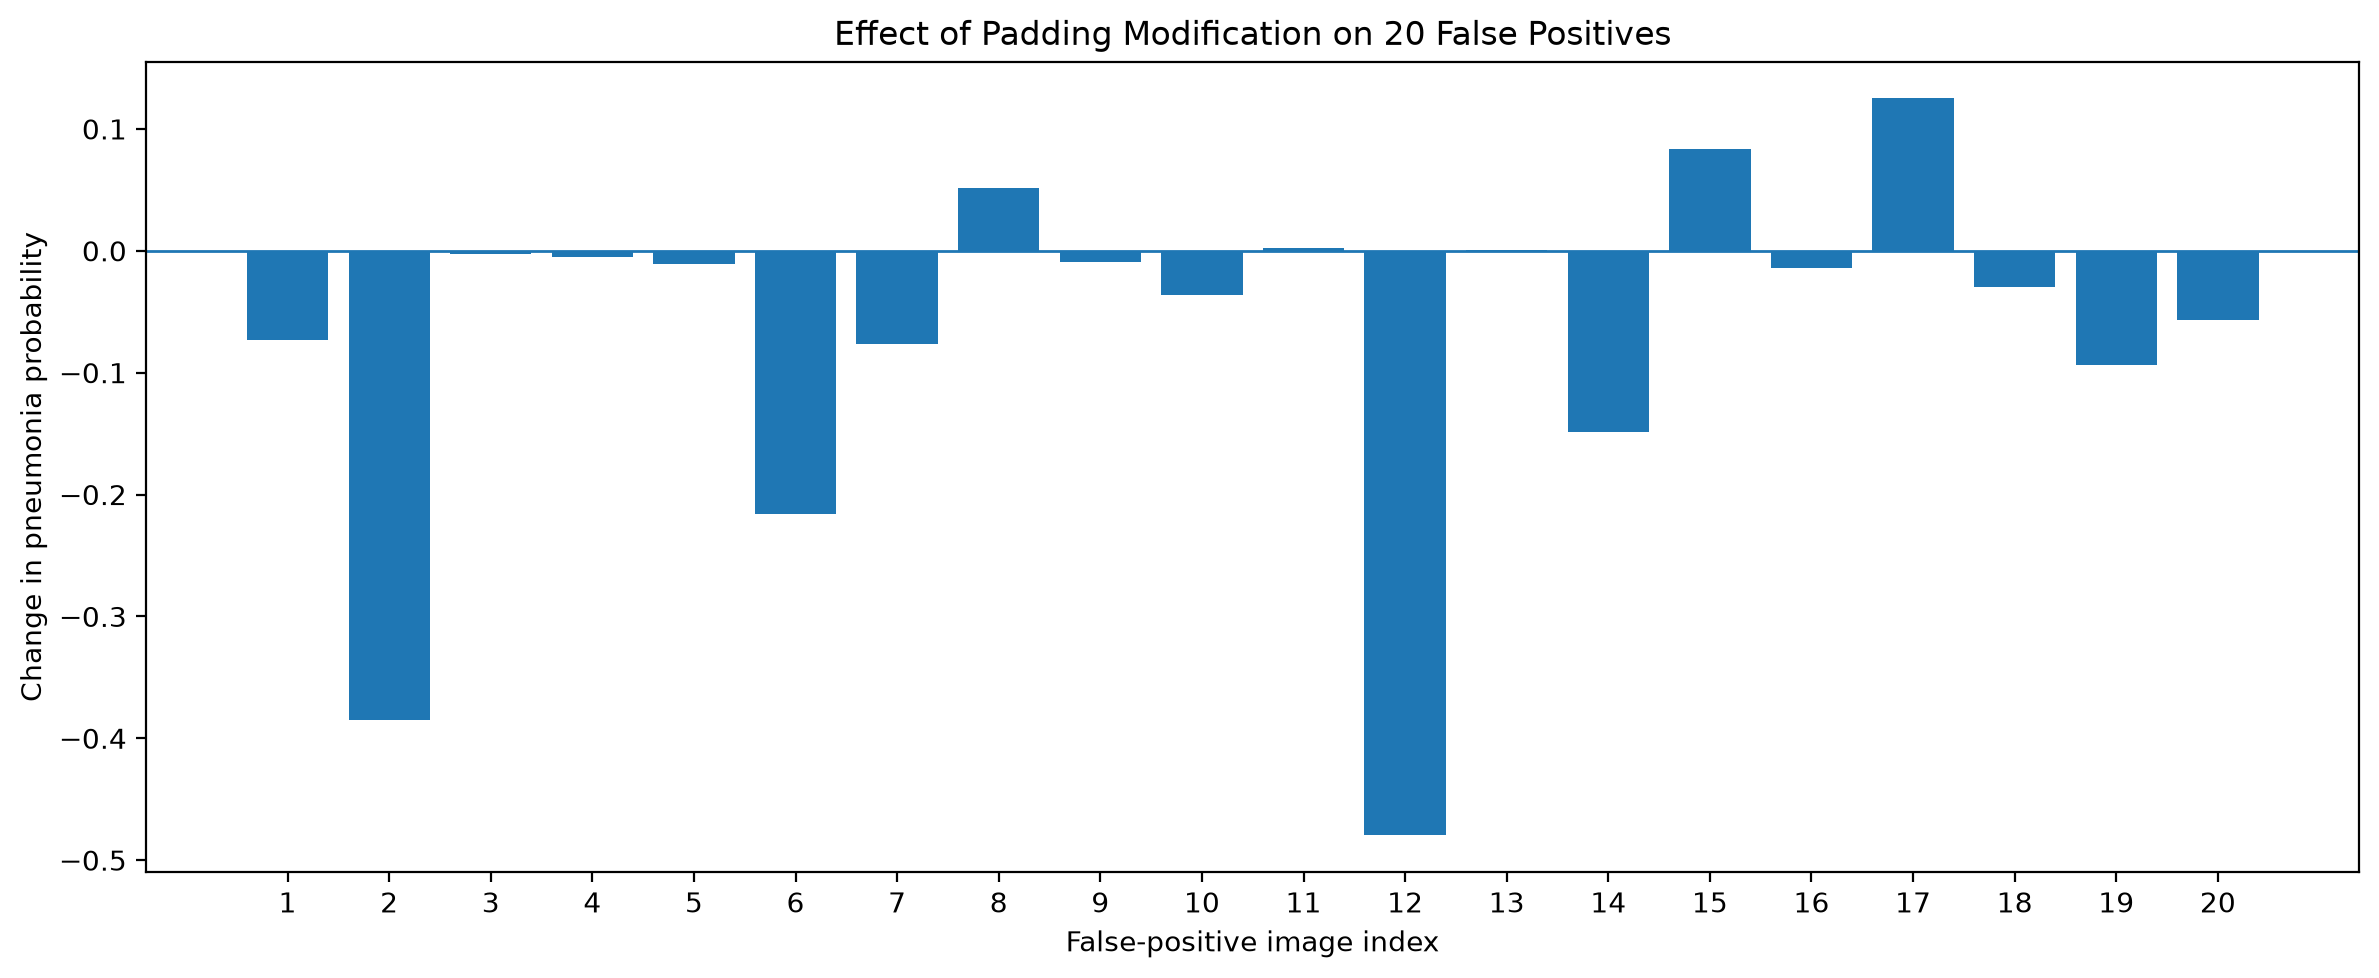 Effect of Padding Modification on 20 False Positives
Change in pneumonia probability
0.1
0.0
−0.1
−0.2
−0.3
−0.4
−0.5
1 2 3 4 5 6 7 8 9 10 11 12 13 14 15 16 17 18 19 20
False-positive image index